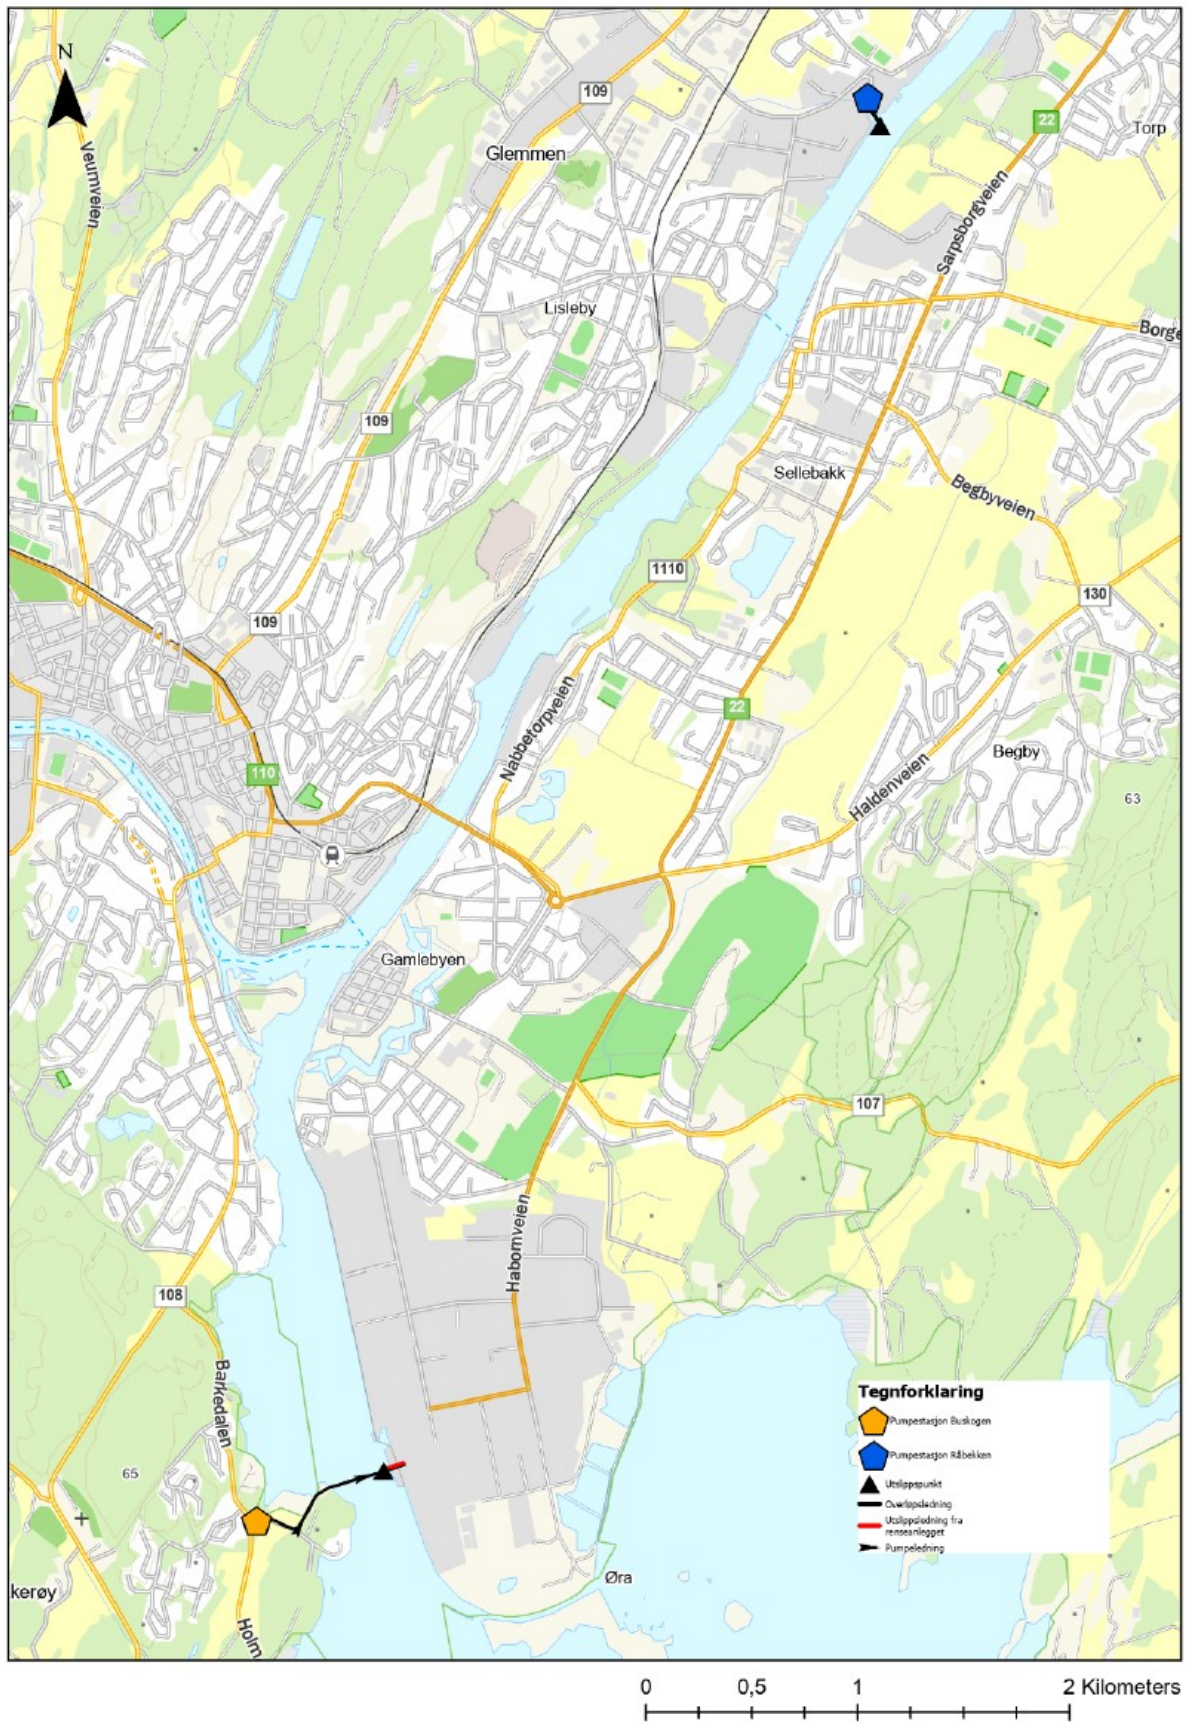 N
109
22
Torp
Veumveien
Glemmen
Sarpsborgveien
Lisleby
Borge
109
Sellebakk
Begbyveien
1110
130
109
22
Nabbetorpveien
Begby
110
Haldenveien
63
Gamlebyen
107
Habornveien
108
Barkedalen
Tegnforklaring
Pumpestasjon Buskogen
Pumpestasjon Råbekken
65
Utslippspunkt
Overløpsledning
Utslippsledning fra
renseanlegget
Pumpeledning
Øra
kerøy
Holm
0 0,5 1 2 Kilometers